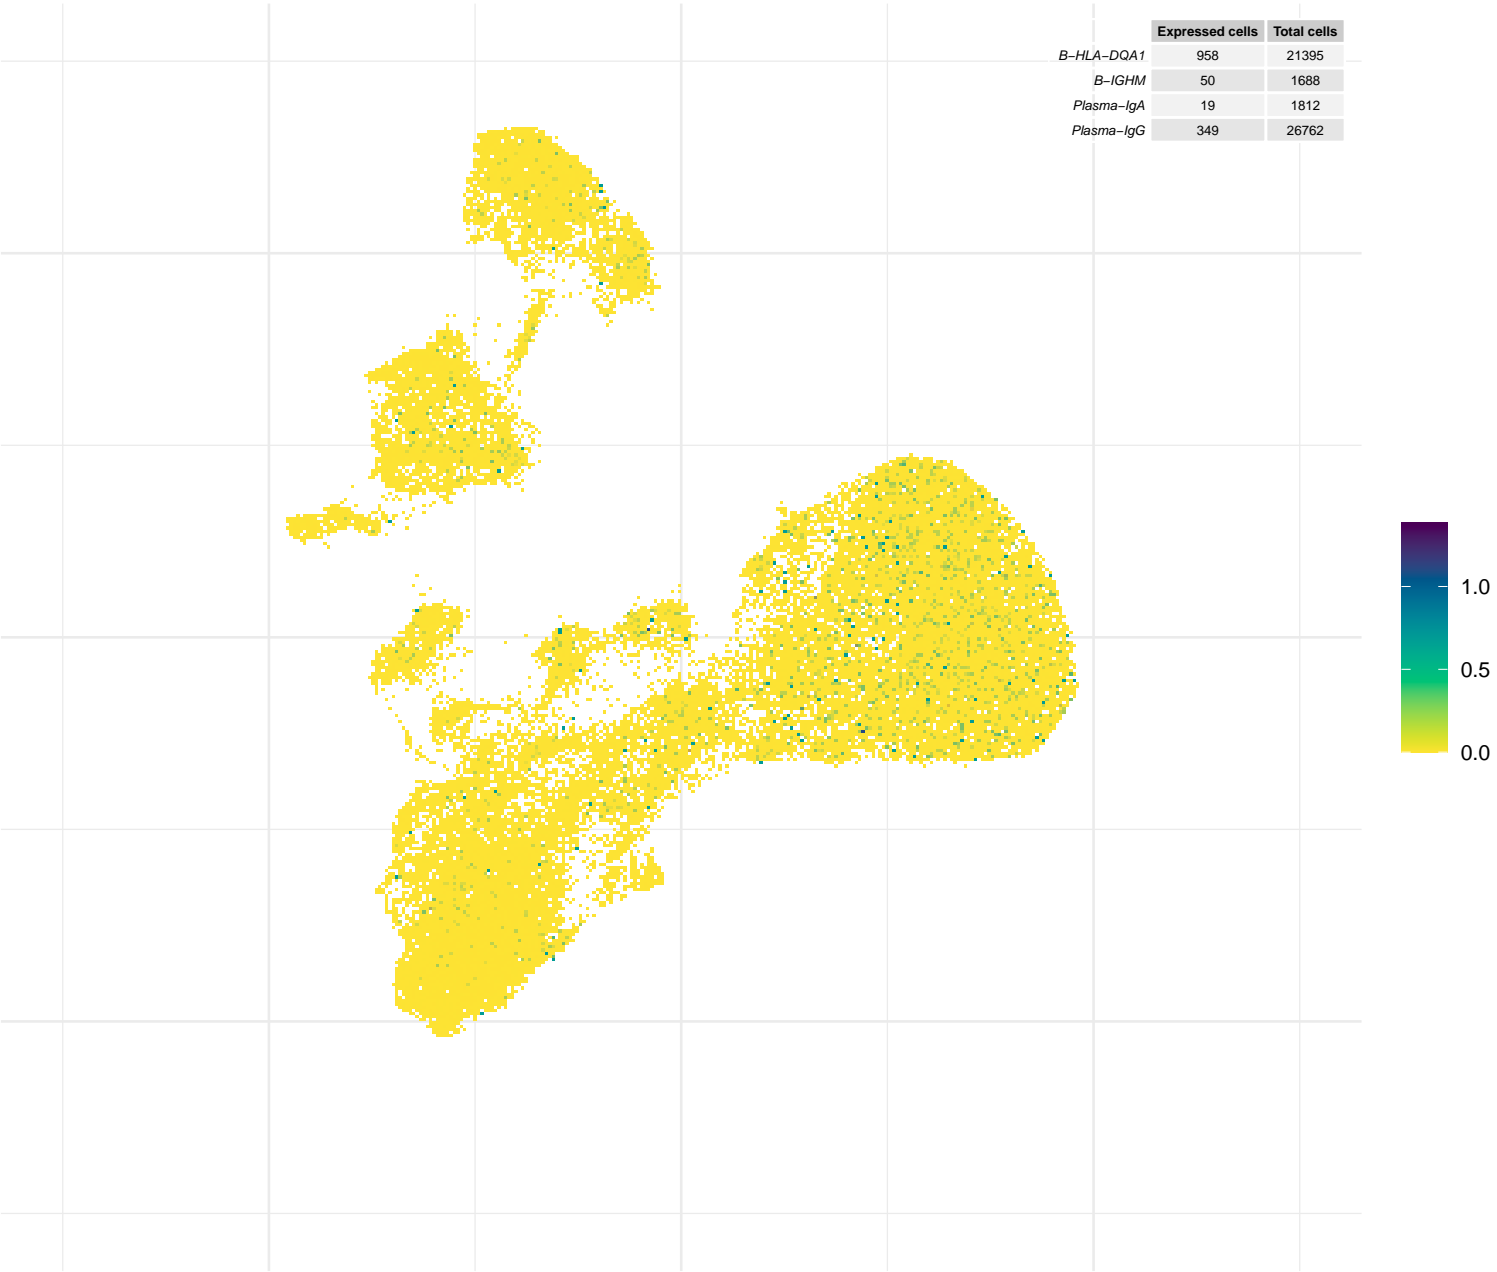 Expressed cells Total cells
B−HLA−DQA1 958 21395
B−IGHM 50 1688
Plasma−IgA 19 1812
Plasma−IgG 349 26762
1.0
0.5
0.0